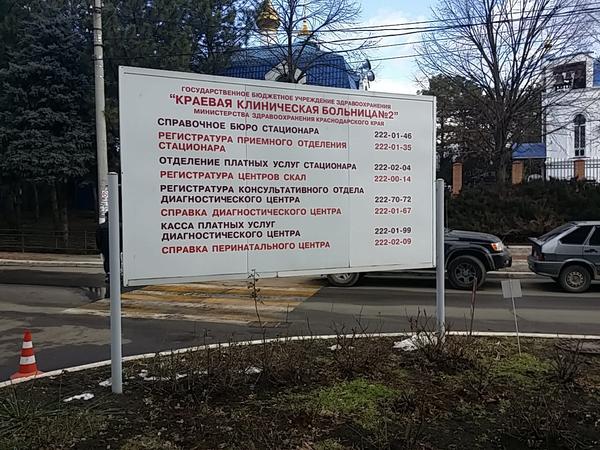 ГОСУДАРСТВЕННОЕ БЮДЖЕТНОЕ УЧРЕЖДЕНИЕ ЗДРАВООХРАНЕНИЯ
"КРАЕВАЯ КЛИНИЧЕСКАЯ БОЛЬНИЦА№2"
МИНИСТЕРСТВА ЗДРАВООХРАНЕНИЯ КРАСНОДАРСКОГО КРАЯ
СПРАВОЧНОЕ БЮРО СТАЦИОНАРА 222-01-46
РЕГИСТРАТУРА ПРИЕМНОГО ОТДЕЛЕНИЯ
СТАЦИОНАРА 222-01-35
ОТДЕЛЕНИЕ ПЛАТНЫХ УСЛУГ СТАЦИОНАРА 222-02-04
РЕГИСТРАТУРА ЦЕНТРОВ СКАЛ 222-00-14
РЕГИСТРАТУРА КОНСУЛЬТАТИВНОГО ОТДЕЛА
ДИАГНОСТИЧЕСКОГО ЦЕНТРА 222-70-72
СПРАВКА ДИАГНОСТИЧЕСКОГО ЦЕНТРА 222-01-67
КАССА ПЛАТНЫХ УСЛУГ
ДИАГНОСТИЧЕСКОГО ЦЕНТРА 222-01-99
СПРАВКА ПЕРИНАТАЛЬНОГО ЦЕНТРА 222-02-09